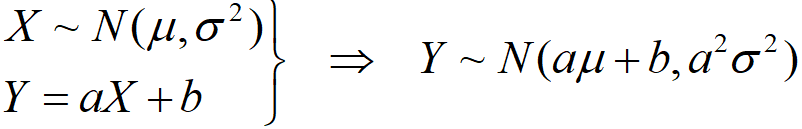 X ~ N(μ, σ²)
Y = aX + b } ⇒ Y ~ N(aμ + b, a²σ²)